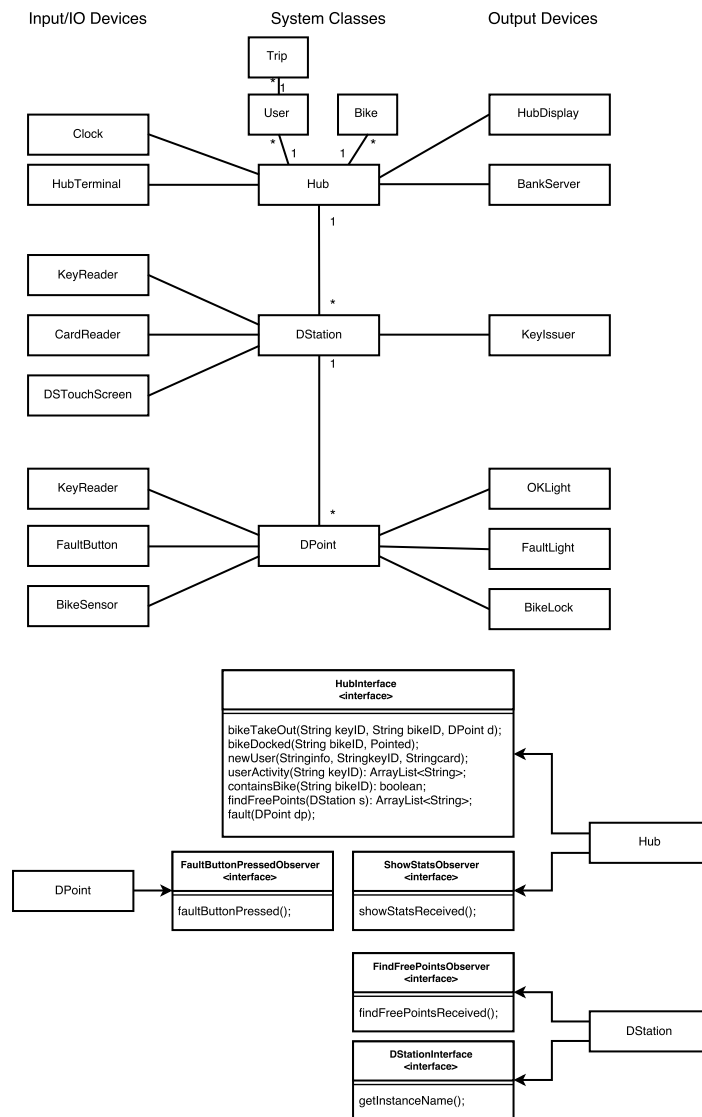 Input/IO Devices
System Classes
Output Devices
Trip
*
1
User
Bike
HubDisplay
Clock
*
1
1
*
HubTerminal
Hub
BankServer
1
KeyReader
*
CardReader
DStation
KeyIssuer
1
DSTouchScreen
KeyReader
OKLight
*
FaultButton
DPoint
FaultLight
BikeSensor
BikeLock
HubInterface
<interface>
bikeTakeOut(String keyID, String bikeID, DPoint d);
bikeDocked(String bikeID, Pointed);
newUser(Stringinfo, StringkeyID, Stringcard);
userActivity(String keyID): ArrayList<String>;
containsBike(String bikeID): boolean;
findFreePoints(DStation s): ArrayList<String>;
fault(DPoint dp);
Hub
FaultButtonPressedObserver
<interface>
faultButtonPressed();
ShowStatsObserver
<interface>
showStatsReceived();
DPoint
FindFreePointsObserver
<interface>
findFreePointsReceived();
DStation
DStationInterface
<interface>
getInstanceName();